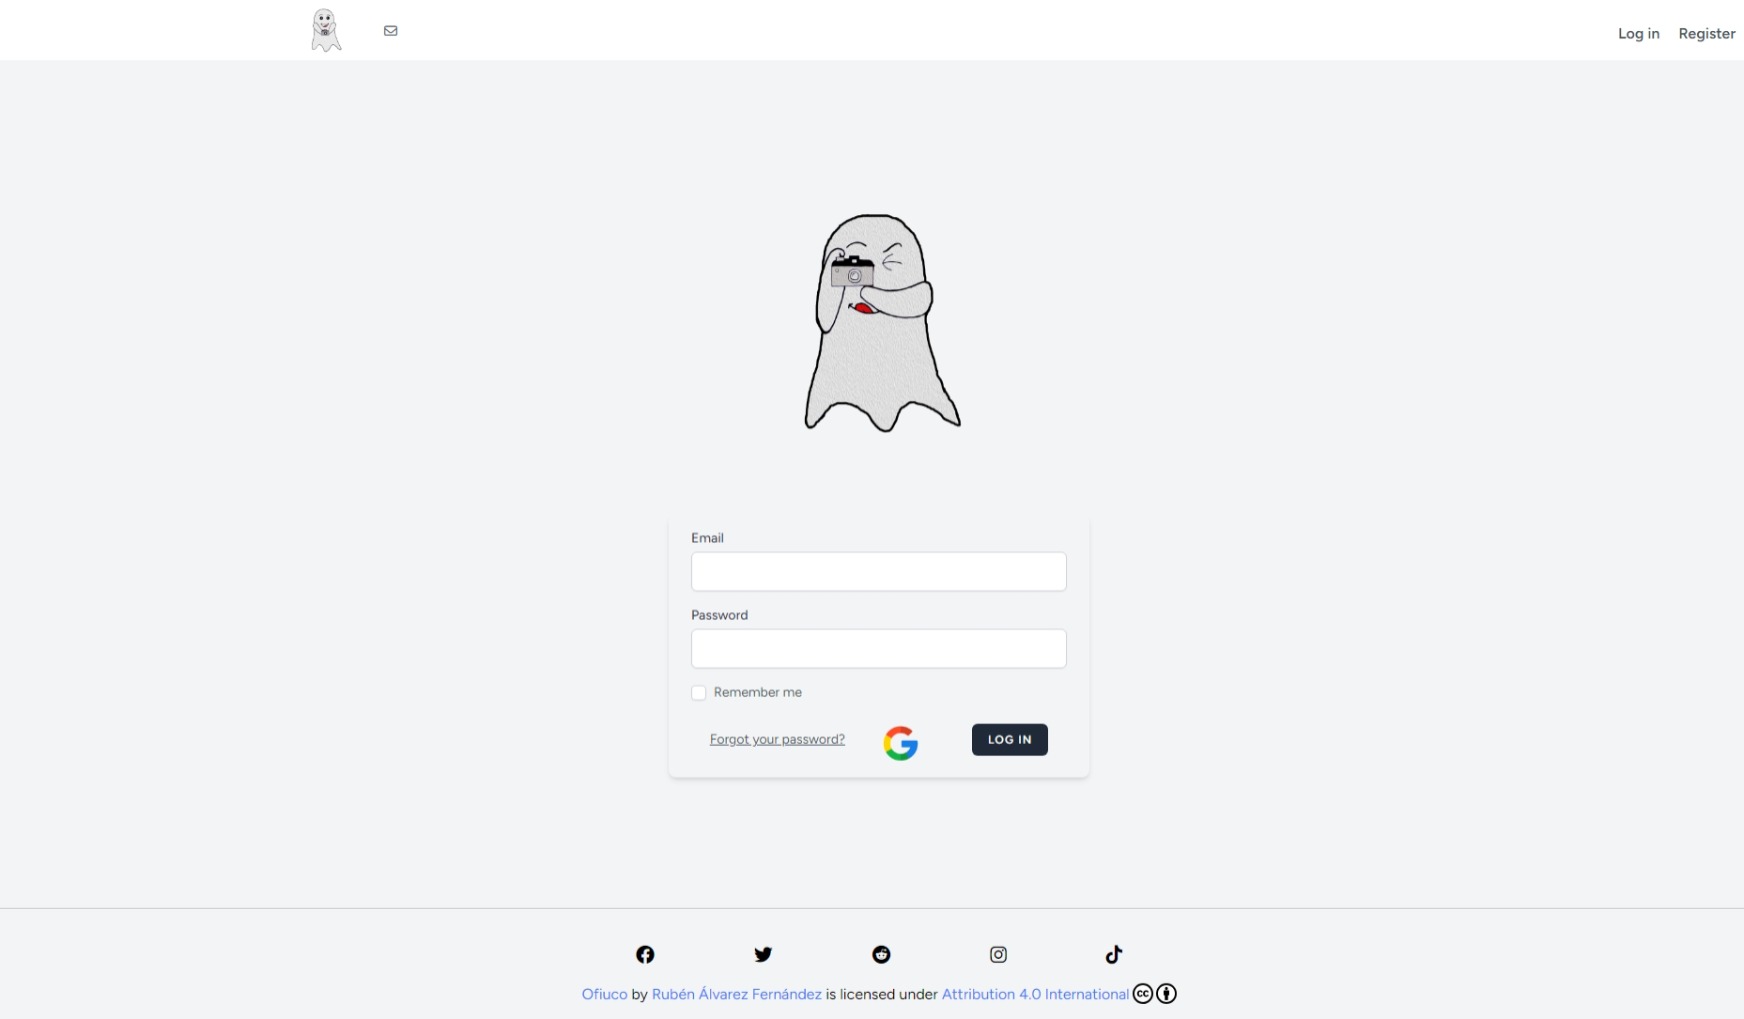 Log in Register
Email
Password
Remember me
Forgot your password? LOG IN
Ofiuco by Rubén Álvarez Fernández is licensed under Attribution 4.0 International